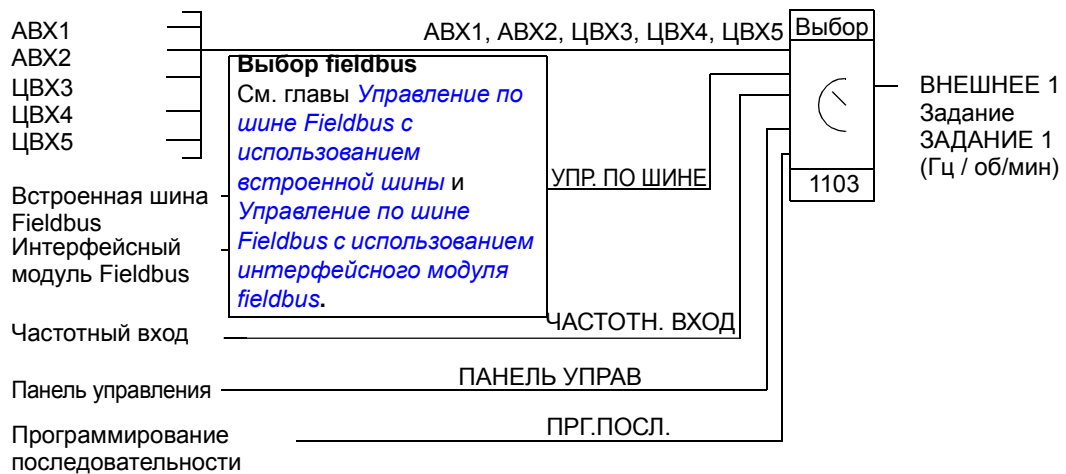 АВХ1
АВХ2
ЦВХ3
ЦВХ4
ЦВХ5
АВХ1, АВХ2, ЦВХ3, ЦВХ4, ЦВХ5
Выбор
Выбор fieldbus
См. главы Управление по
шине Fieldbus с
использованием
встроенной шины и
Управление по шине
Fieldbus с использованием
интерфейсного модуля
fieldbus.
Встроенная шина
Fieldbus
Интерфейсный
модуль Fieldbus
УПР. ПО ШИНЕ
1103
ВНЕШНЕЕ 1
Задание
ЗАДАНИЕ 1
(Гц / об/мин)
Частотный вход
ЧАСТОТН. ВХОД
Панель управления
ПАНЕЛЬ УПРАВ
Программирование
последовательности
ПРГ.ПОСЛ.